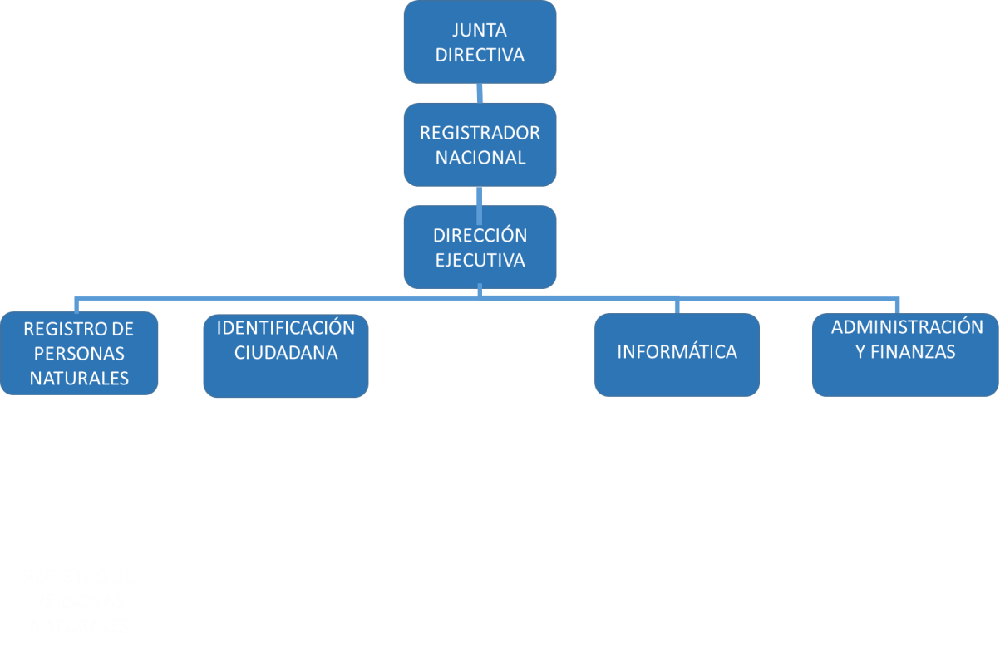 JUNTA
DIRECTIVA
REGISTRADOR
NACIONAL
DIRECCIÓN
EJECUTIVA
REGISTRO DE
PERSONAS
NATURALES
IDENTIFICACIÓN
CIUDADANA
INFORMÁTICA
ADMINISTRACIÓN
Y FINANZAS